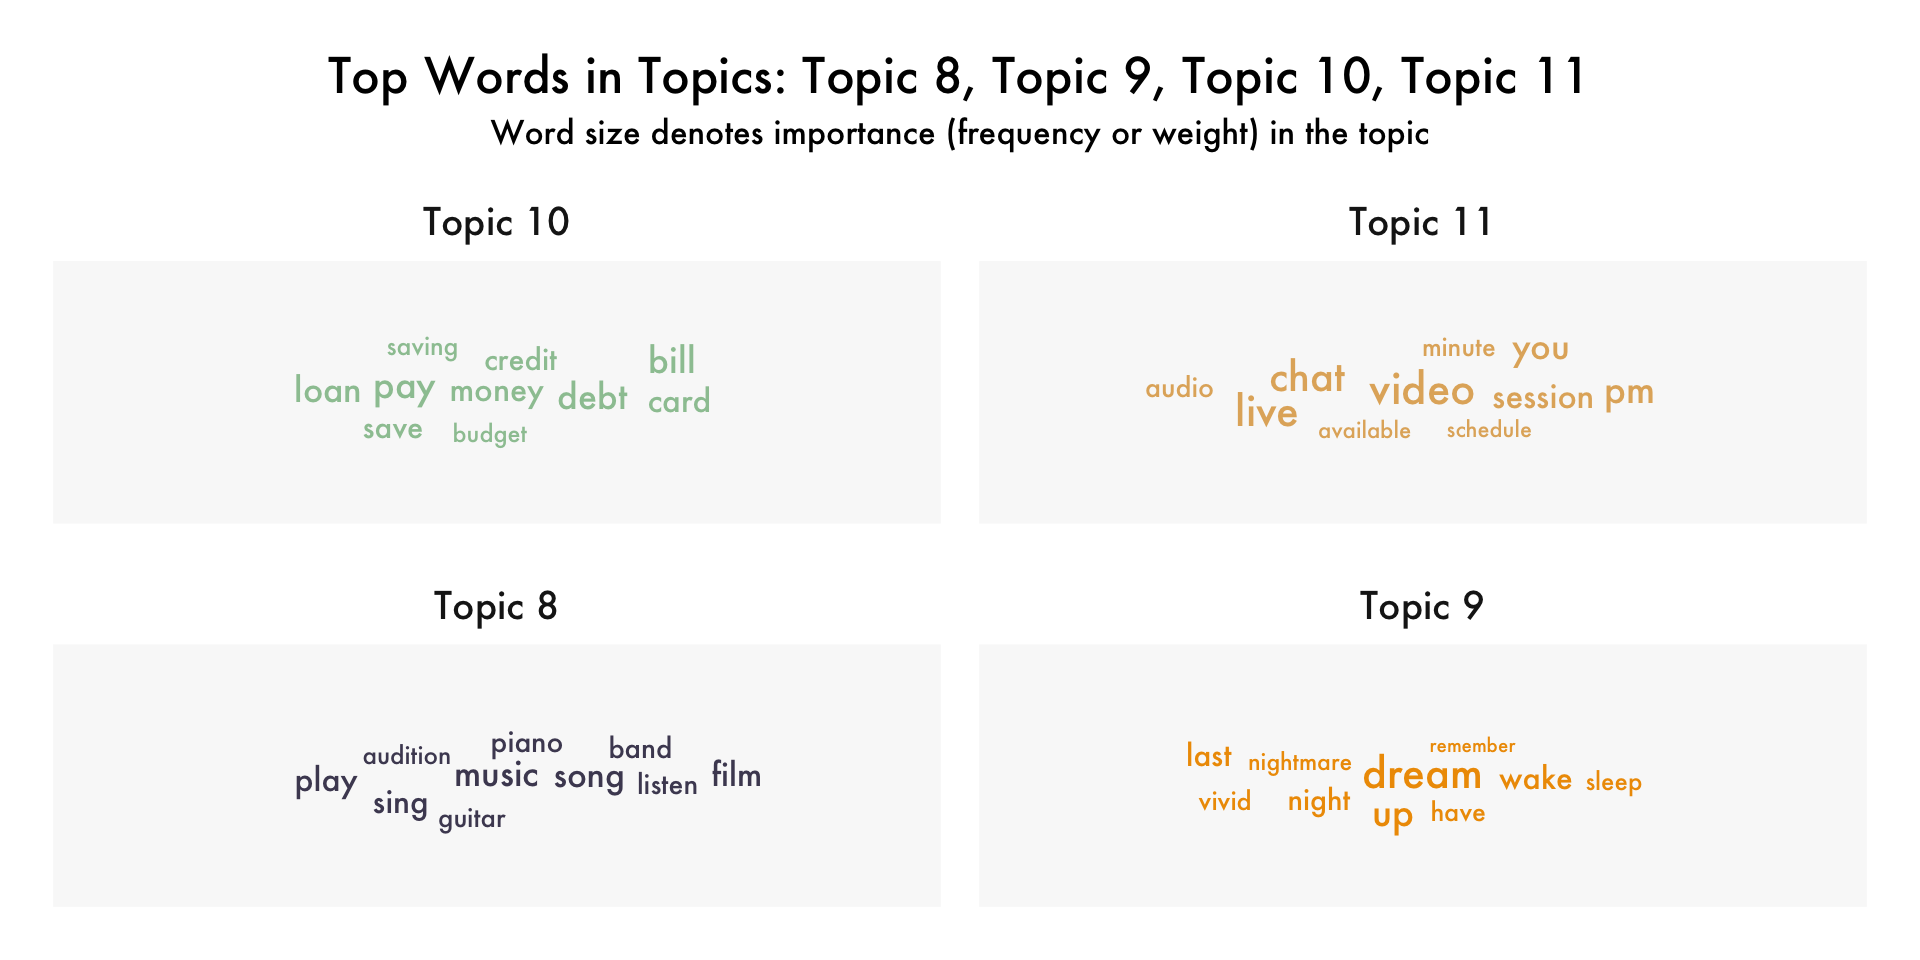 Top Words in Topics: Topic 8, Topic 9, Topic 10, Topic 11
Word size denotes importance (frequency or weight) in the topic
Topic 10
saving credit bill
loan pay money debt card
save budget
Topic 11
minute you
audio chat video session pm
live available schedule
Topic 8
audition piano band
play music song listen film
sing guitar
Topic 9
last nightmare remember
dream wake sleep
vivid night up have